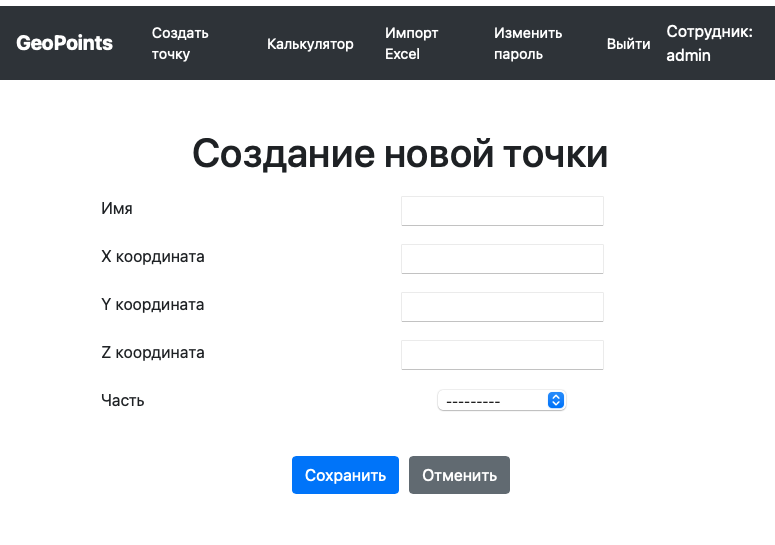 GeoPoints
Создать
точку
Калькулятор
Импорт
Excel
Изменить
пароль
Выйти
Сотрудник:
admin
Создание новой точки
Имя
X координата
Y координата
Z координата
Часть
---------
Сохранить
Отменить